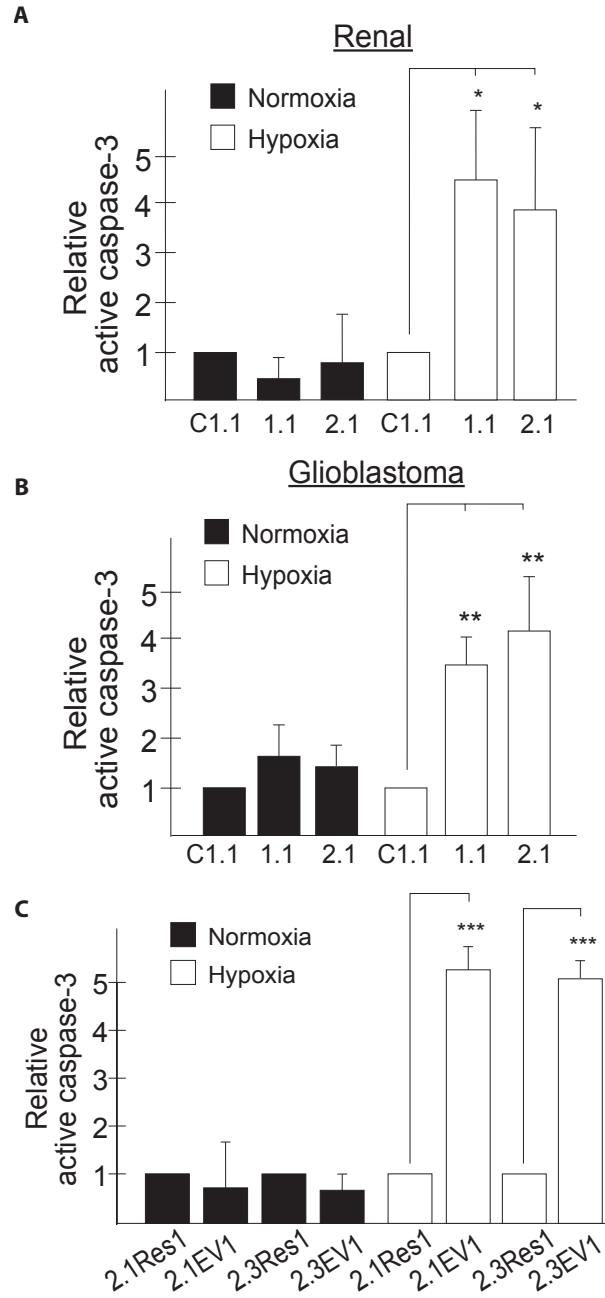 A
Renal
Normoxia
Hypoxia
* *
Relative
active caspase-3
5
4
3
2
1
C1.1 1.1 2.1 C1.1 1.1 2.1
B
Glioblastoma
Normoxia
Hypoxia
** **
Relative
active caspase-3
5
4
3
2
1
C1.1 1.1 2.1 C1.1 1.1 2.1
C
Normoxia
Hypoxia
*** ***
Relative
active caspase-3
5
4
3
2
1
2.1Res1 2.1EV1 2.3Res1 2.3EV1 2.1Res1 2.1EV1 2.3Res1 2.3EV1